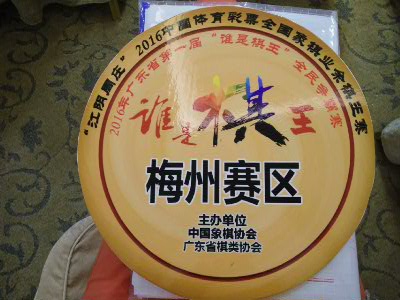 “江阴周庄”2016中国体育彩票全国象棋业余棋王赛
2016年广东省第一届“谁是棋王”全民争霸赛
谁是棋王
梅州赛区
主办单位
中国象棋协会
广东省棋类协会